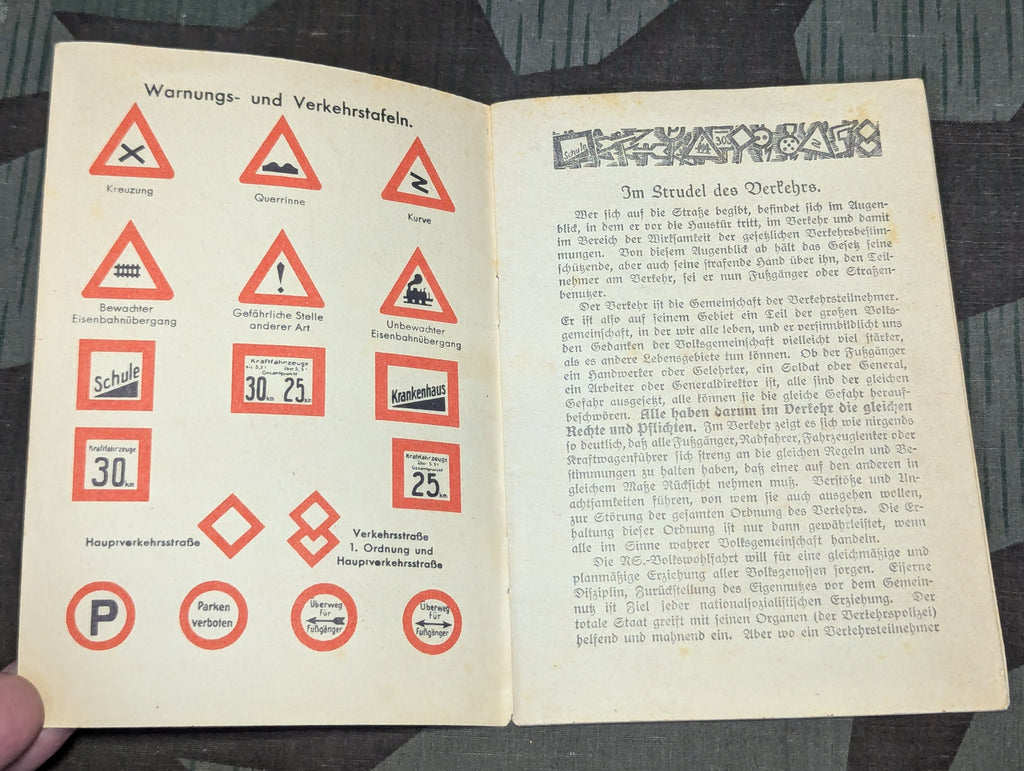 Warnungs- und Verkehrstafeln.
Kreuzung
Querrinne
Kurve
Bewachter
Eisenbahnübergang
Gefährliche Stelle
anderer Art
Unbewachter
Eisenbahnübergang
Schule
Kraftfahrzeuge
bis 5,5 t über 5,5 t
Gesamtgewicht
30 km 25 km
Krankenhaus
Kraftfahrzeuge
30 km
Kraftfahrzeuge
über 5,5 t
Gesamtgewicht
25 km
Hauptverkehrsstraße
Verkehrsstraße
1. Ordnung und
Hauptverkehrsstraße
P
Parken
verboten
Überweg
für
Fußgänger
Überweg
für
Fußgänger
Schule
30
Im Strudel des Verkehrs.
Wer sich auf die Straße begibt, befindet sich im Augen-
blick, in dem er vor die Haustür tritt, im Verkehr und damit
im Bereich der Wirksamkeit der gesetzlichen Verkehrsbestim-
mungen. Von diesem Augenblick ab hält das Gesetz seine
schützende, aber auch seine strafende Hand über ihn, den Teil-
nehmer am Verkehr, sei er nun Fußgänger oder Straßen-
benutzer.
Der Verkehr ist die Gemeinschaft der Verkehrsteilnehmer.
Er ist also auf seinem Gebiet ein Teil der großen Volks-
gemeinschaft, in der wir alle leben, und er versinnbildlicht uns
den Gedanken der Volksgemeinschaft vielleicht viel stärker,
als es andere Lebensgebiete tun können. Ob der Fußgänger
ein Handwerker oder Gelehrter, ein Soldat oder General,
ein Arbeiter oder Generaldirektor ist, alle sind der gleichen
Gefahr ausgesetzt, alle können sie die gleiche Gefahr herauf-
beschwören. Alle haben darum im Verkehr die gleichen
Rechte und Pflichten. Im Verkehr zeigt es sich wie nirgends
so deutlich, daß alle Fußgänger, Radfahrer, Fahrzeuglenker oder
Kraftwagenführer sich streng an die gleichen Regeln und Be-
stimmungen zu halten haben, daß einer auf den anderen in
gleichem Maße Rücksicht nehmen muß. Verstöße und Un-
achtsamkeiten führen, von wem sie auch ausgehen wollen,
zur Störung der gesamten Ordnung des Verkehrs. Die Er-
haltung dieser Ordnung ist nur dann gewährleistet, wenn
alle im Sinne wahrer Volksgemeinschaft handeln.
Die NS.-Volkswohlfahrt will für eine gleichmäßige und
planmäßige Erziehung aller Volksgenossen sorgen. Eiserne
Disziplin, Zurückstellung des Eigennutzes vor dem Gemein-
nutz ist Ziel jeder nationalsozialistischen Erziehung. Der
totale Staat greift mit seinen Organen (der Verkehrspolizei)
helfend und mahnend ein. Aber wo ein Verkehrsteilnehmer